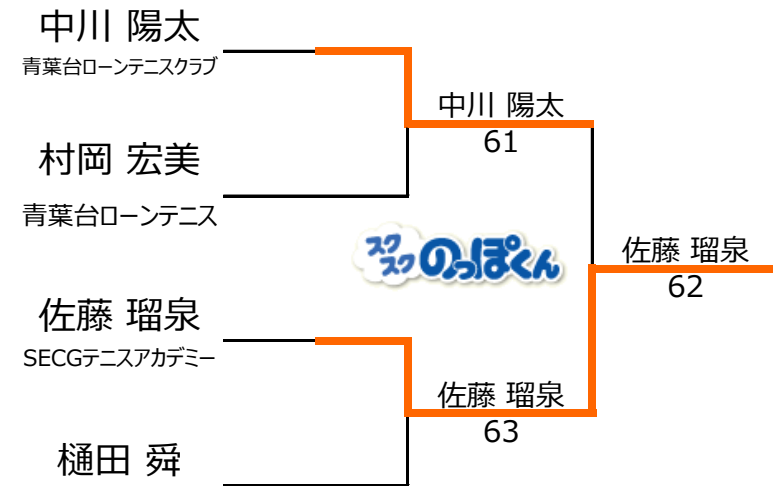 中川 陽太
青葉台ローンテニスクラブ
中川 陽太
61
村岡 宏美
青葉台ローンテニス
スクスクのっぽくん
佐藤 瑠泉
62
佐藤 瑠泉
SECGテニスアカデミー
佐藤 瑠泉
63
樋田 舜